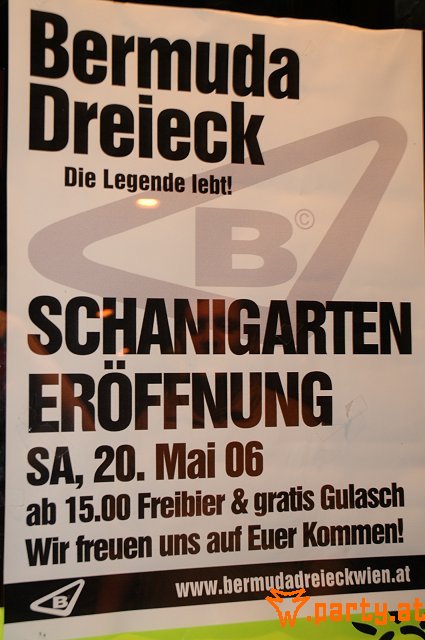 Bermuda
Dreieck
Die Legende lebt!
B ©
SCHANIGARTEN
ERÖFFNUNG
SA, 20. Mai 06
ab 15.00 Freibier & gratis Gulasch
Wir freuen uns auf Euer Kommen!
www.bermudadreieckwien.at
B
party.at